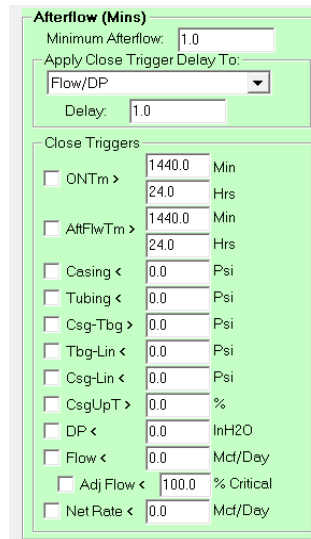 Afterflow (Mins)
Minimum Afterflow: 1.0
Apply Close Trigger Delay To:
Flow/DP
Delay: 1.0
Close Triggers
ONTm > 1440.0 Min
24.0 Hrs
AftFlwTm > 1440.0 Min
24.0 Hrs
Casing < 0.0 Psi
Tubing < 0.0 Psi
Csg-Tbg > 0.0 Psi
Tbg-Lin < 0.0 Psi
Csg-Lin < 0.0 Psi
CsgUpT > 0.0 %
DP < 0.0 InH2O
Flow < 0.0 Mcf/Day
Adj Flow < 100.0 % Critical
Net Rate < 0.0 Mcf/Day